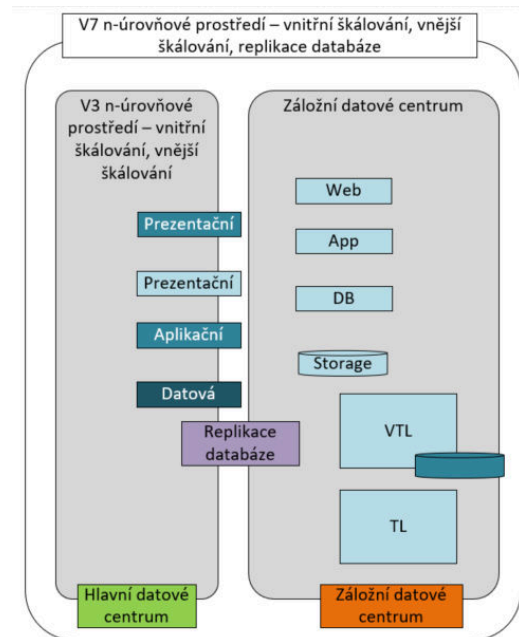 V7 n-úrovňové prostředí – vnitřní škálování, vnější
škálování, replikace databáze
V3 n-úrovňové
prostředí – vnitřní
škálování, vnější
škálování
Prezentační
Prezentační
Aplikační
Datová
Replikace
databáze
Hlavní datové
centrum
Záložní datové centrum
Web
App
DB
Storage
VTL
TL
Záložní datové
centrum